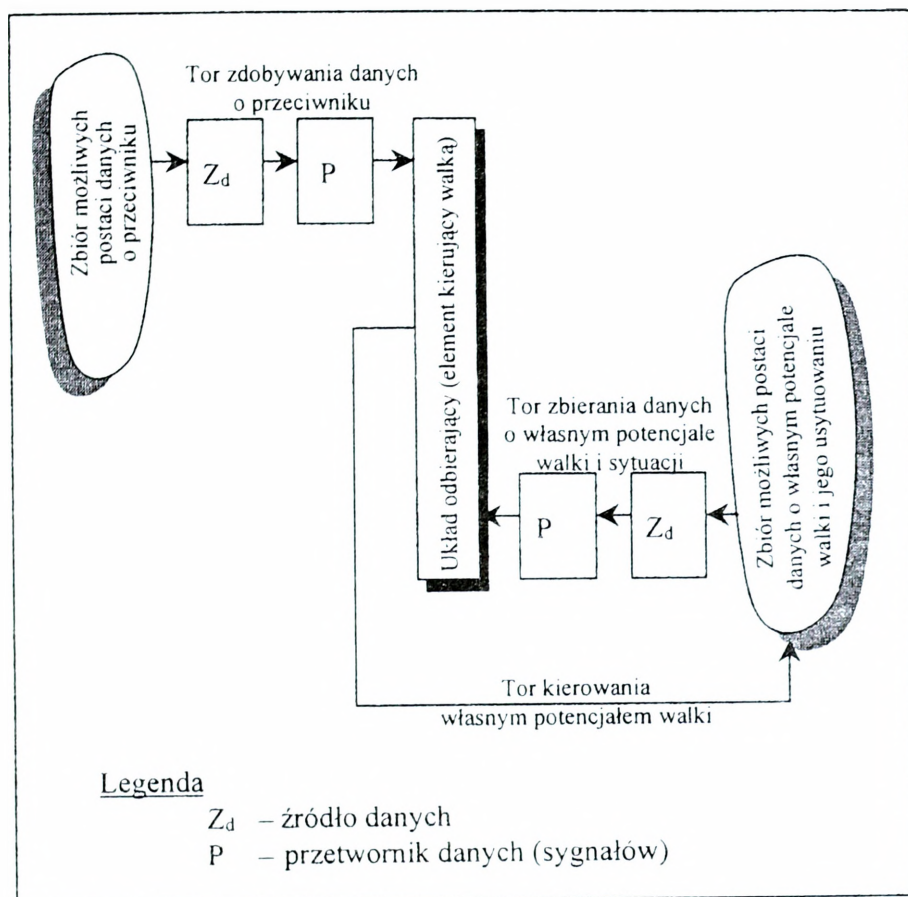 Tor zdobywania danych
o przeciwniku
Zbiór możliwych
postaci danych
o przeciwniku
Zd
P
Układ odbierający (element kierujący walką)
Tor zbierania danych
o własnym potencjale
walki i sytuacji
P
Zd
Zbiór możliwych postaci
danych o własnym potencjale
walki i jego usytuowaniu
Tor kierowania
własnym potencjałem walki
Legenda
Zd – źródło danych
P – przetwornik danych (sygnałów)